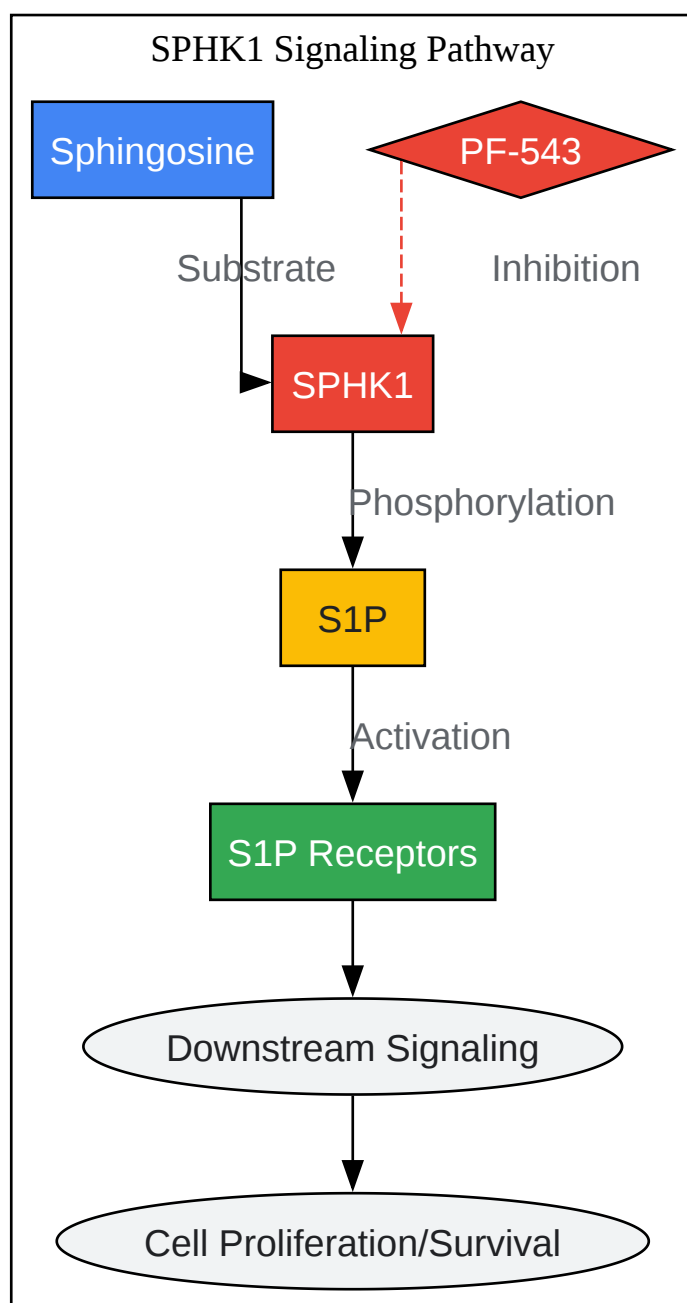 SPHK1 Signaling Pathway
Sphingosine
PF-543
Substrate
Inhibition
SPHK1
Phosphorylation
S1P
Activation
S1P Receptors
Downstream Signaling
Cell Proliferation/Survival